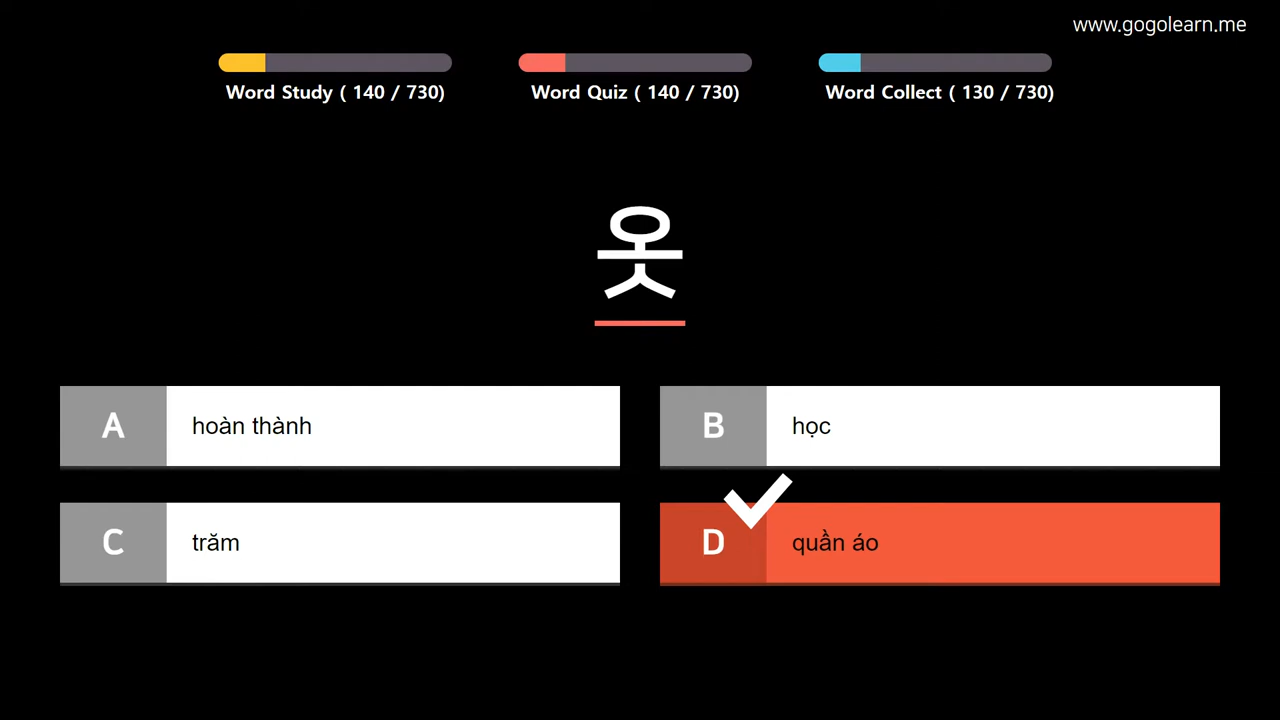 www.gogolearn.me
Word Study ( 140 / 730)
Word Quiz ( 140 / 730)
Word Collect ( 130 / 730)
옷
A hoàn thành
B học
C trăm
D quần áo